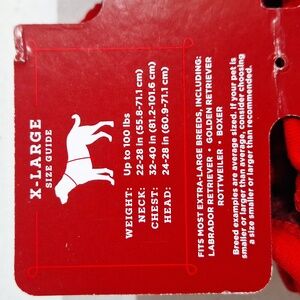 X-LARGE
SIZE GUIDE
WEIGHT: Up to 100 lbs
NECK: 22-28 in (55.8-71.1 cm)
CHEST: 32-40 in (81.2-101.6 cm)
HEAD: 24-28 in (60.9-71.1 cm)
FITS MOST EXTRA-LARGE BREEDS, INCLUDING:
LABRADOR RETRIEVER • GOLDEN RETRIEVER
ROTTWEILER • BOXER
Breed examples are average sized. If your pet is
smaller or larger than average, consider choosing
a size smaller or larger than recommended.